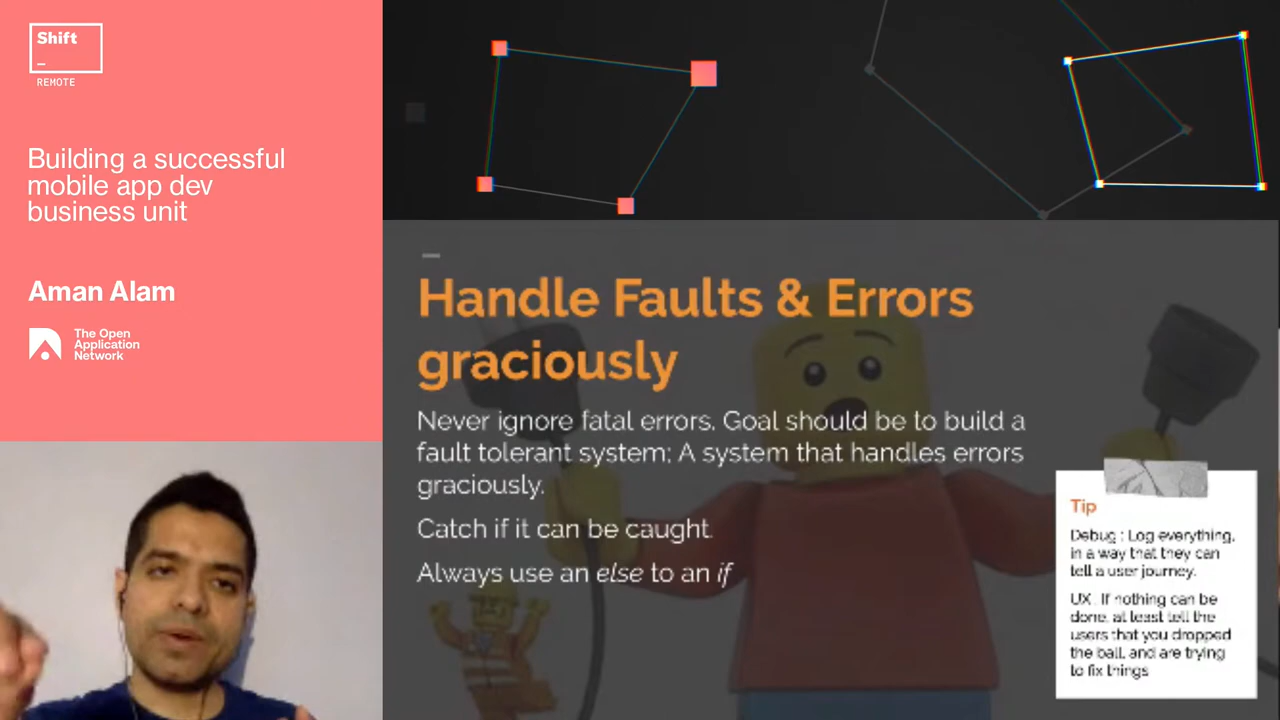 Shift
_
REMOTE
Building a successful
mobile app dev
business unit
Aman Alam
The Open
Application
Network
Handle Faults & Errors
graciously
Never ignore fatal errors. Goal should be to build a
fault tolerant system; A system that handles errors
graciously.
Catch if it can be caught.
Always use an else to an if
Tip
Debug : Log everything,
in a way that they can
tell a user journey.
UX : If nothing can be
done, at least tell the
users that you dropped
the ball, and are trying
to fix things